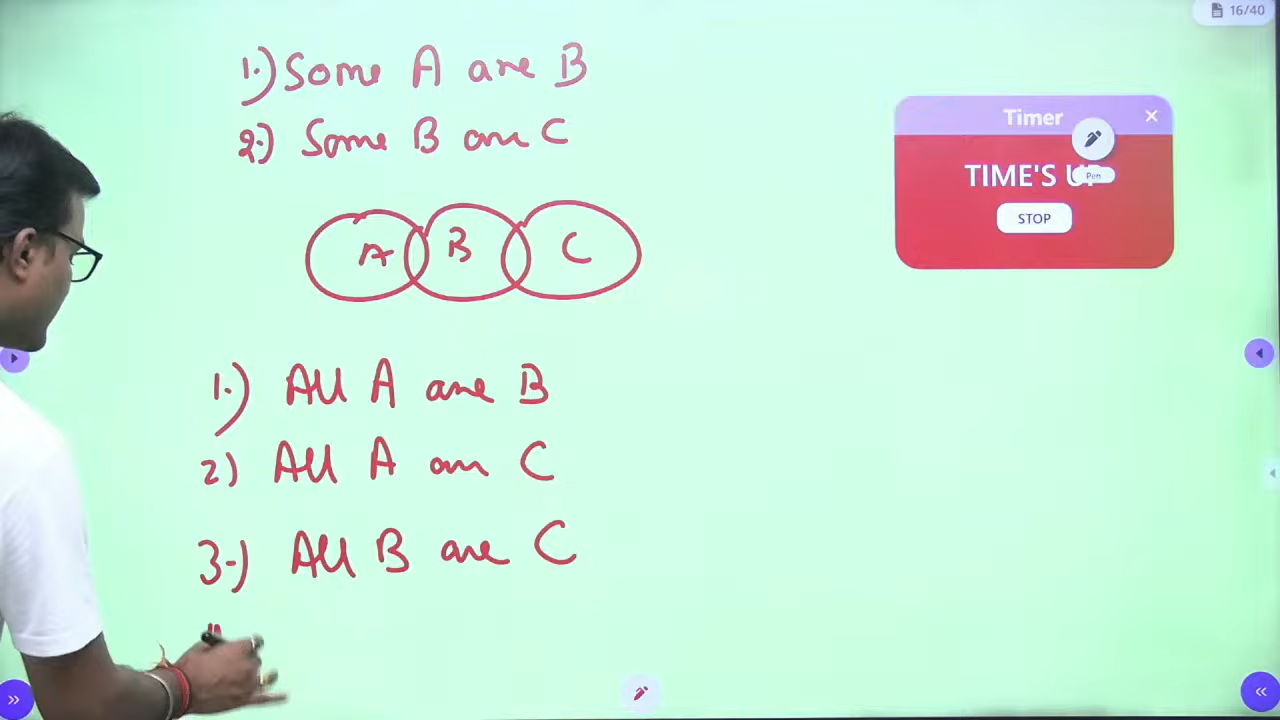 16/40
1.) Some A are B
2.) Some B are C
Timer
TIME'S UP
Pen
STOP
A B C
1.) All A are B
2) All A are C
3.) All B are C